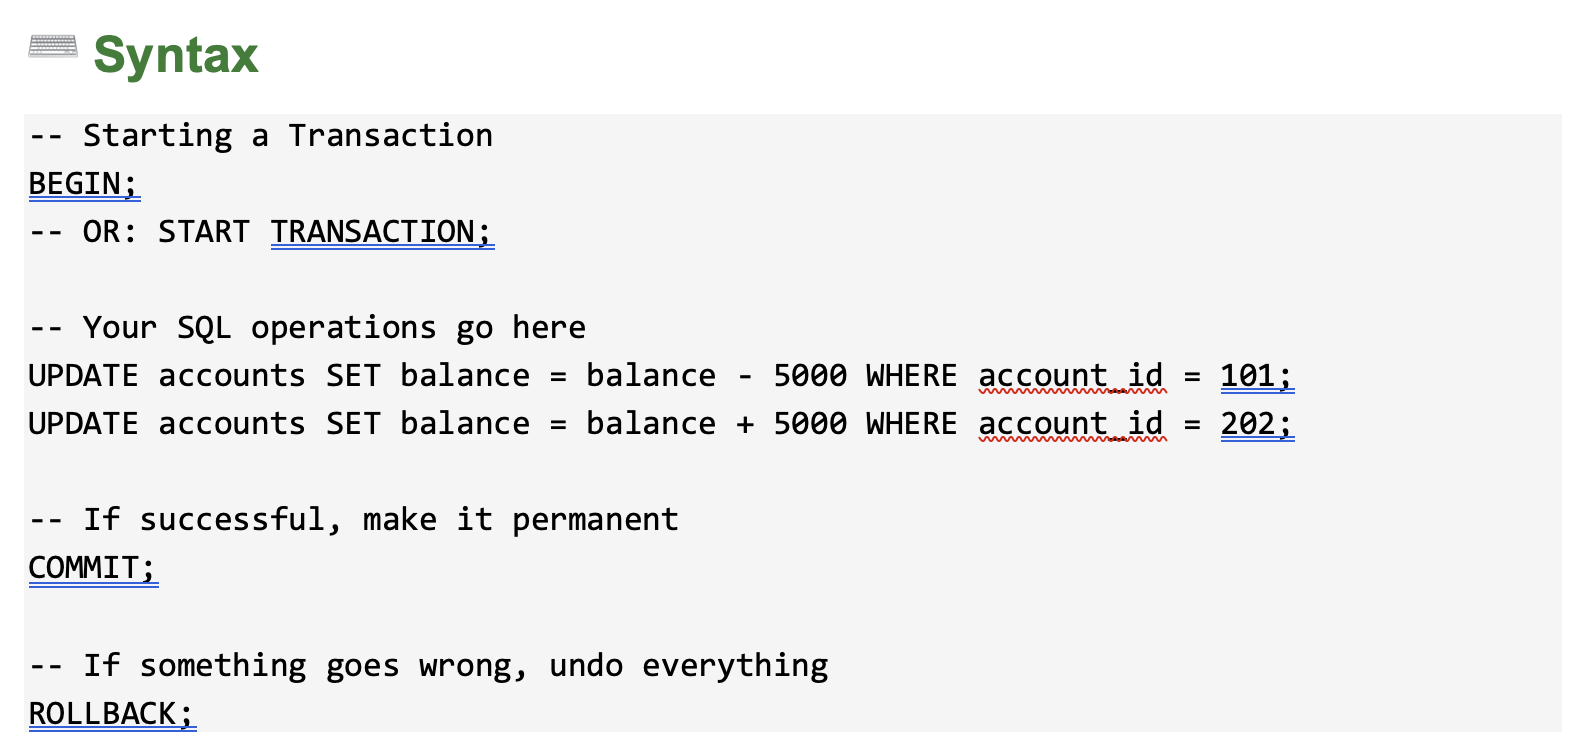 Syntax
-- Starting a Transaction
BEGIN;
-- OR: START TRANSACTION;
-- Your SQL operations go here
UPDATE accounts SET balance = balance - 5000 WHERE account_id = 101;
UPDATE accounts SET balance = balance + 5000 WHERE account_id = 202;
-- If successful, make it permanent
COMMIT;
-- If something goes wrong, undo everything
ROLLBACK;